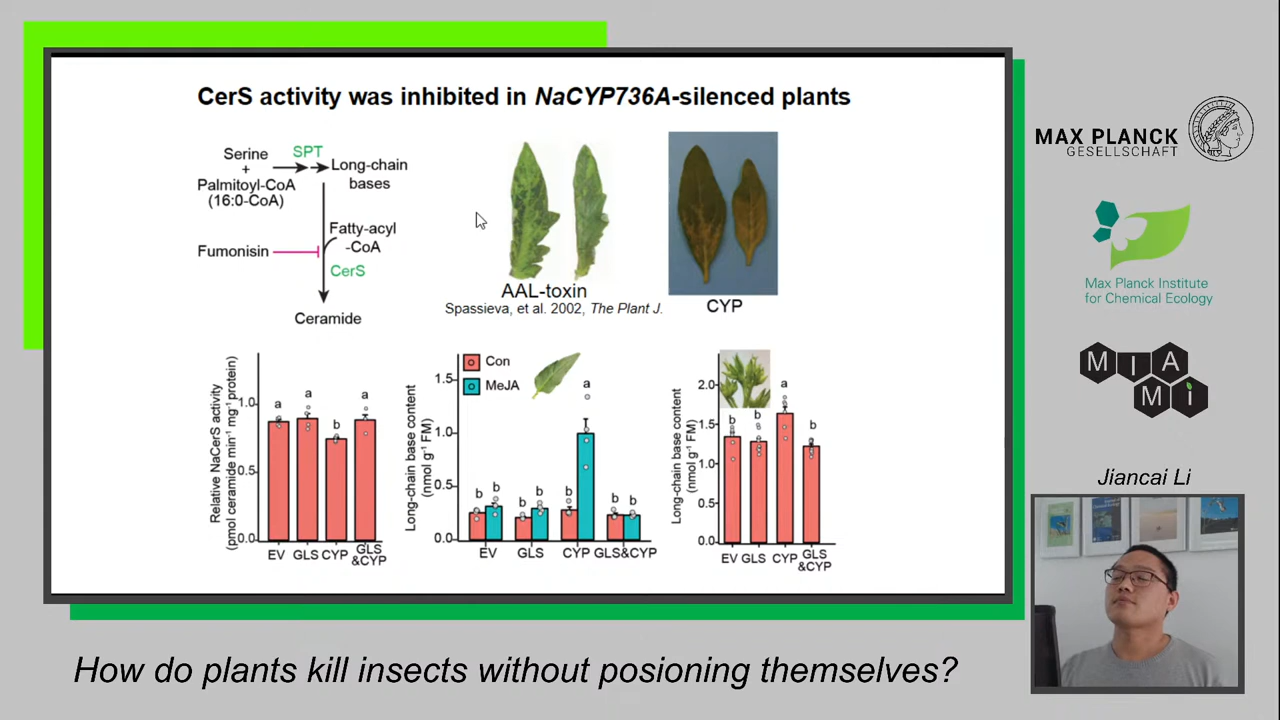 CerS activity was inhibited in NaCYP736A-silenced plants
Serine
+
Palmitoyl-CoA
(16:0-CoA)
SPT
Long-chain
bases
Fatty-acyl
-CoA
Fumonisin
CerS
Ceramide
AAL-toxin
Spassieva, et al. 2002, The Plant J.
CYP
Relative NaCerS activity
(pmol ceramide min⁻¹ mg⁻¹ protein)
1.0
0.5
0.0
a
a
b
a
EV
GLS
CYP
GLS
&CYP
Long-chain base content
(nmol g⁻¹ FM)
1.5
1.0
0.5
0.0
Con
MeJA
b
b
b
b
b
a
b
b
EV
GLS
CYP
GLS&CYP
Long-chain base content
(nmol g⁻¹ FM)
2.0
1.5
1.0
0.5
0.0
b
b
a
b
EV
GLS
CYP
GLS
&CYP
MAX PLANCK
GESELLSCHAFT
Max Planck Institute
for Chemical Ecology
MIA
Mi
Jiancai Li
How do plants kill insects without posioning themselves?